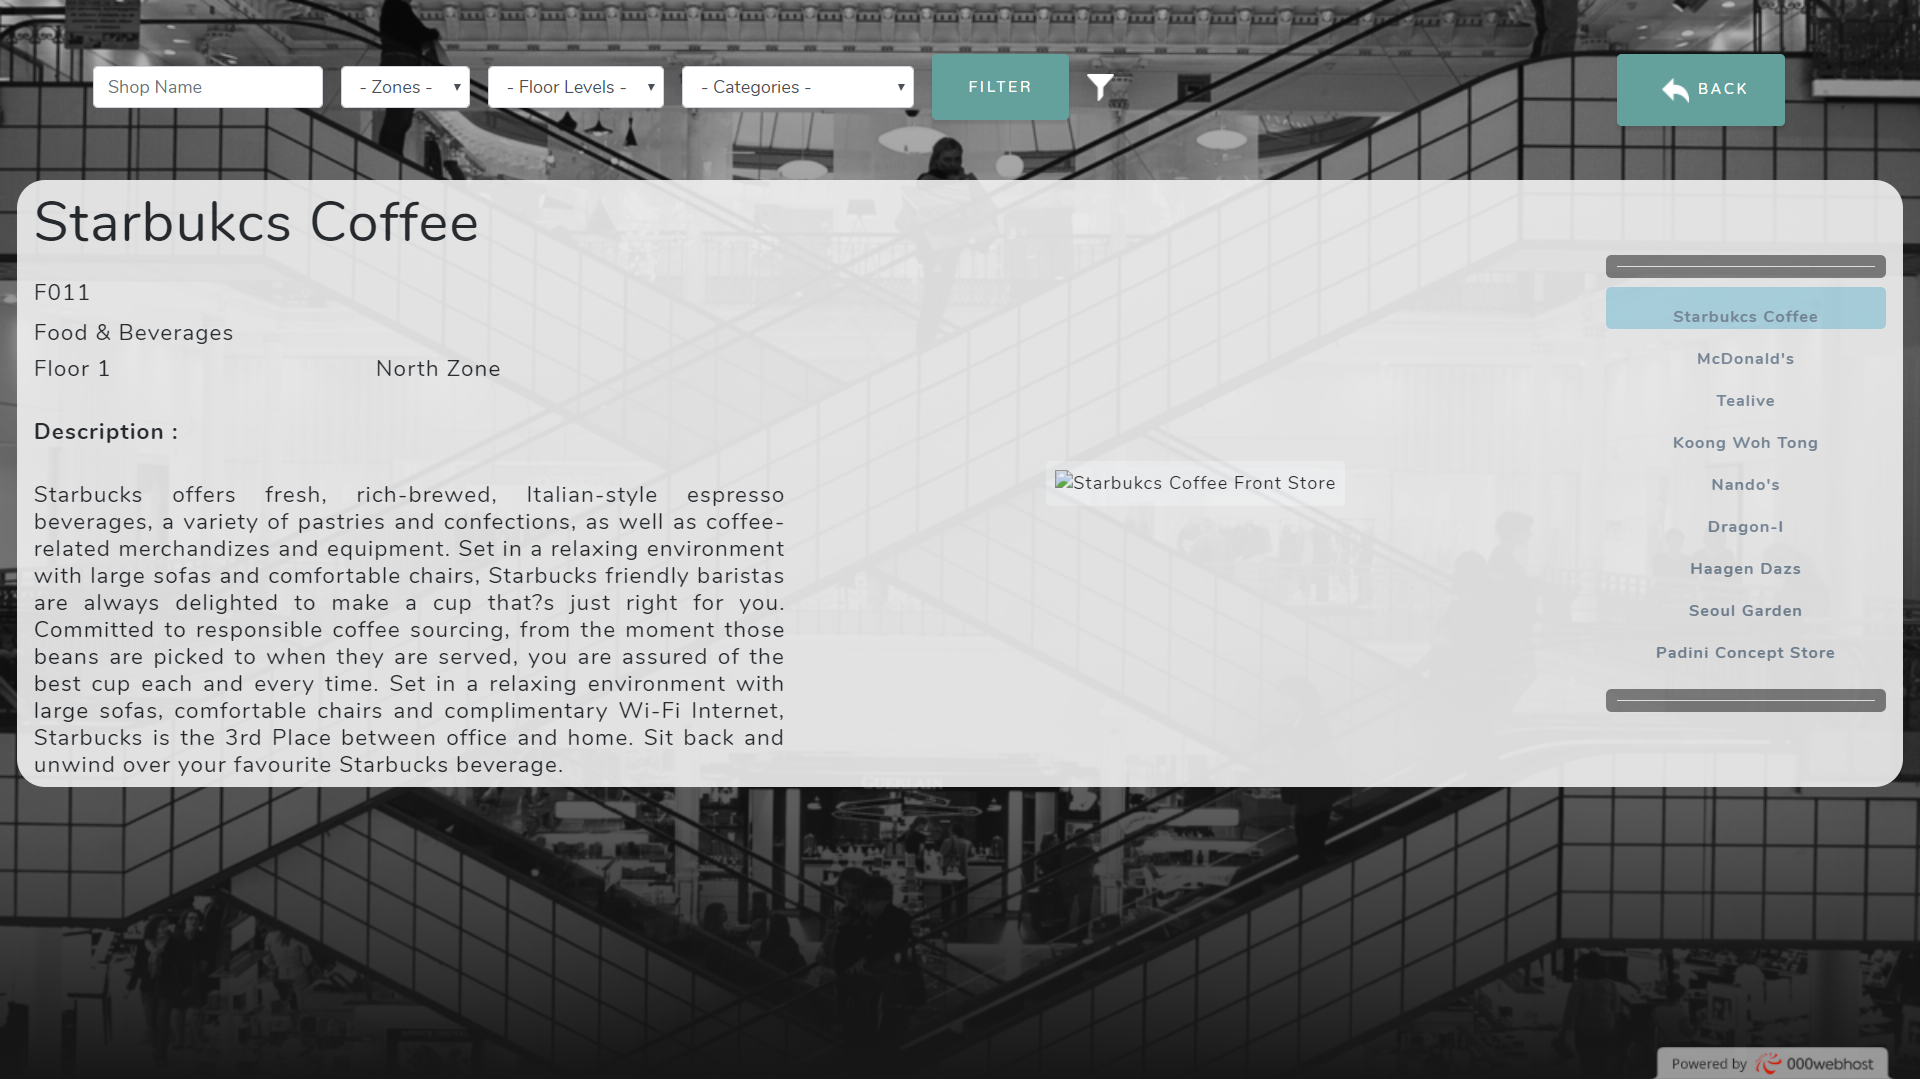 Shop Name
- Zones -
- Floor Levels -
- Categories -
FILTER
BACK
Starbukcs Coffee
F011
Food & Beverages
Floor 1 North Zone
Description :
Starbucks offers fresh, rich-brewed, Italian-style espresso
beverages, a variety of pastries and confections, as well as coffee-
related merchandizes and equipment. Set in a relaxing environment
with large sofas and comfortable chairs, Starbucks friendly baristas
are always delighted to make a cup that?s just right for you.
Committed to responsible coffee sourcing, from the moment those
beans are picked to when they are served, you are assured of the
best cup each and every time. Set in a relaxing environment with
large sofas, comfortable chairs and complimentary Wi-Fi Internet,
Starbucks is the 3rd Place between office and home. Sit back and
unwind over your favourite Starbucks beverage.
Starbukcs Coffee Front Store
Starbukcs Coffee
McDonald's
Tealive
Koong Woh Tong
Nando's
Dragon-I
Haagen Dazs
Seoul Garden
Padini Concept Store
GUERLAIN
Powered by 000webhost